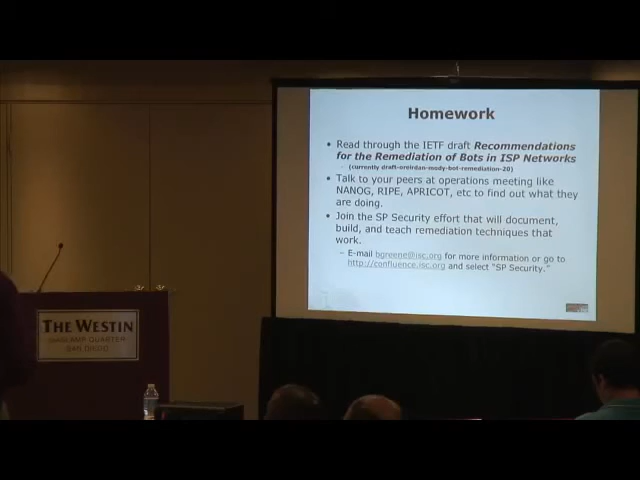 Homework
• Read through the IETF draft Recommendations
for the Remediation of Bots in ISP Networks
- (currently draft-oreirdan-mody-bot-remediation-20)
• Talk to your peers at operations meeting like
NANOG, RIPE, APRICOT, etc to find out what they
are doing.
• Join the SP Security effort that will document,
build, and teach remediation techniques that
work.
– E-mail bgreene@isc.org for more information or go to
http://confluence.isc.org and select "SP Security."
THE WESTIN
GASLAMP QUARTER
SAN DIEGO